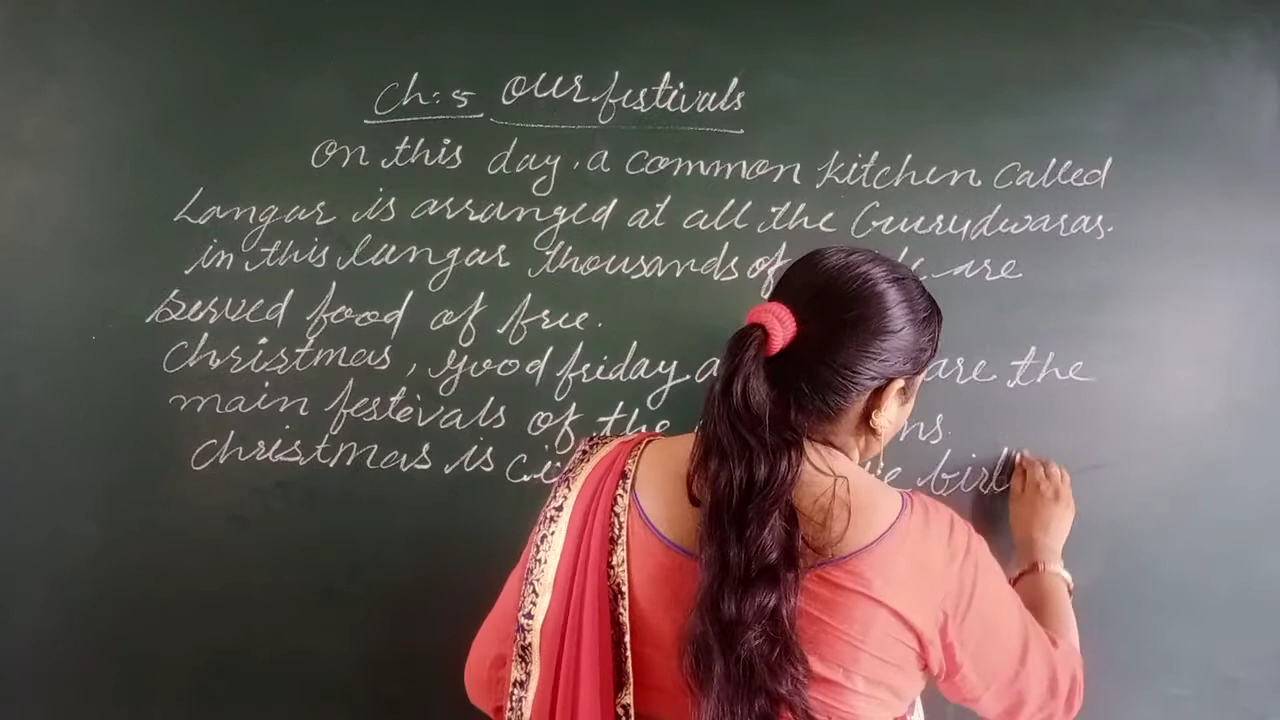 Ch:5 Our festivals
On this day, a common kitchen called
Langar is arranged at all the Gurudwaras.
in this langar thousands of are
served food of free.
Christmas, good friday are the
main festivals of the
Christmas is